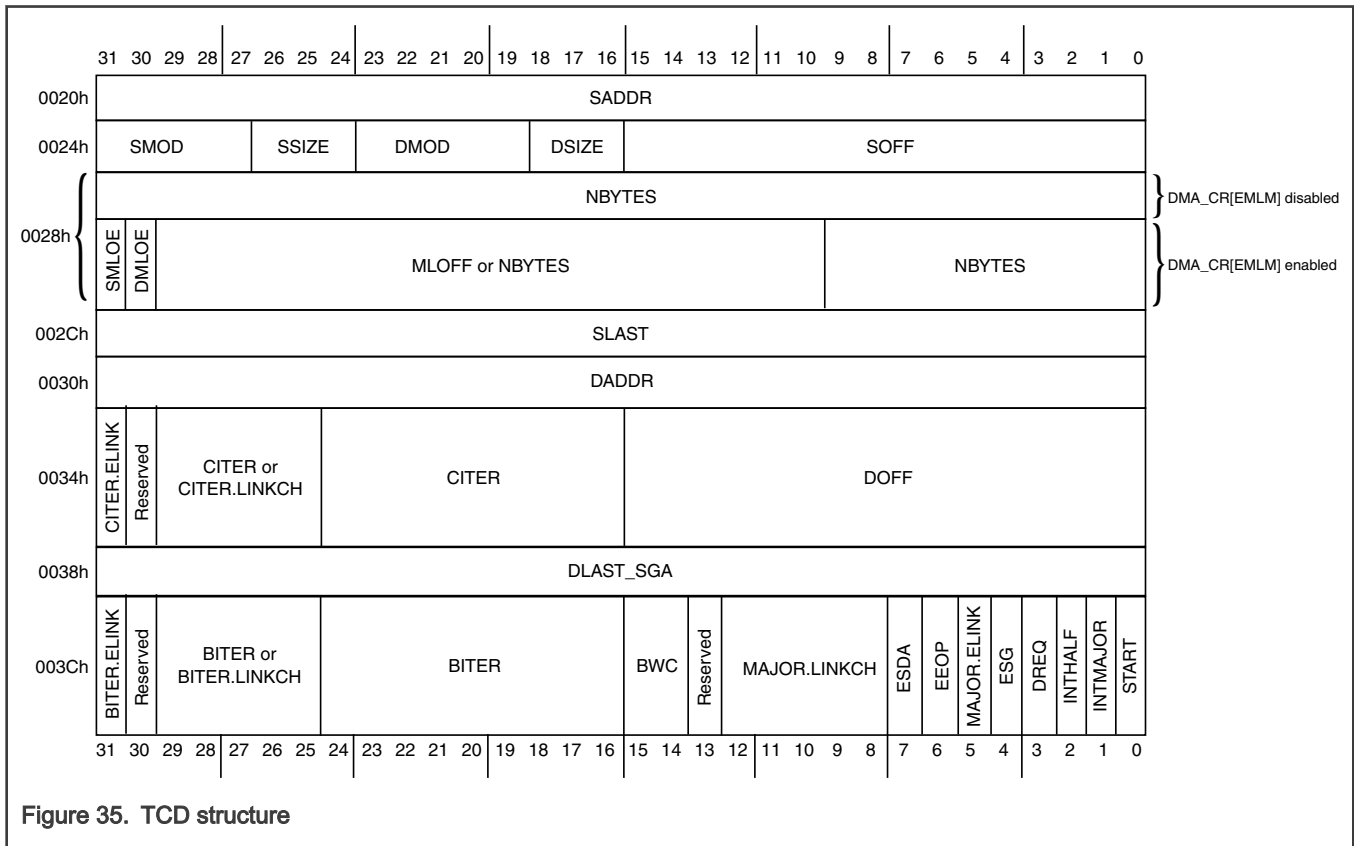 31 30 29 28 27 26 25 24 23 22 21 20 19 18 17 16 15 14 13 12 11 10 9 8 7 6 5 4 3 2 1 0
0020h SADDR
0024h SMOD SSIZE DMOD DSIZE SOFF
NBYTES DMA_CR[EMLM] disabled
0028h
SMLOE DMLOE MLOFF or NBYTES NBYTES DMA_CR[EMLM] enabled
002Ch SLAST
0030h DADDR
0034h CITER.ELINK Reserved CITER or
CITER.LINKCH CITER DOFF
0038h DLAST_SGA
003Ch BITER.ELINK Reserved BITER or
BITER.LINKCH BITER BWC Reserved MAJOR.LINKCH ESDA EEOP MAJOR.ELINK ESG DREQ INTHALF INTMAJOR START
31 30 29 28 27 26 25 24 23 22 21 20 19 18 17 16 15 14 13 12 11 10 9 8 7 6 5 4 3 2 1 0
Figure 35. TCD structure